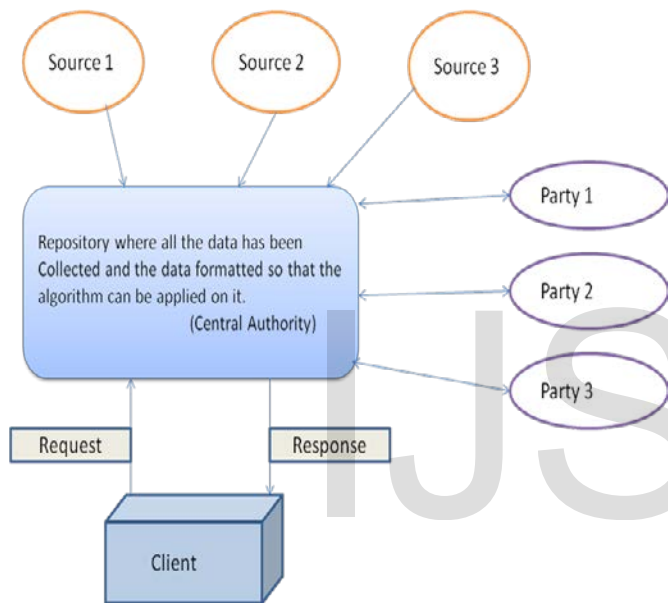 Source 1
Source 2
Source 3
Party 1
Repository where all the data has been
Collected and the data formatted so that the
algorithm can be applied on it.
(Central Authority)
Party 2
Party 3
Request
Response
Client
IJS